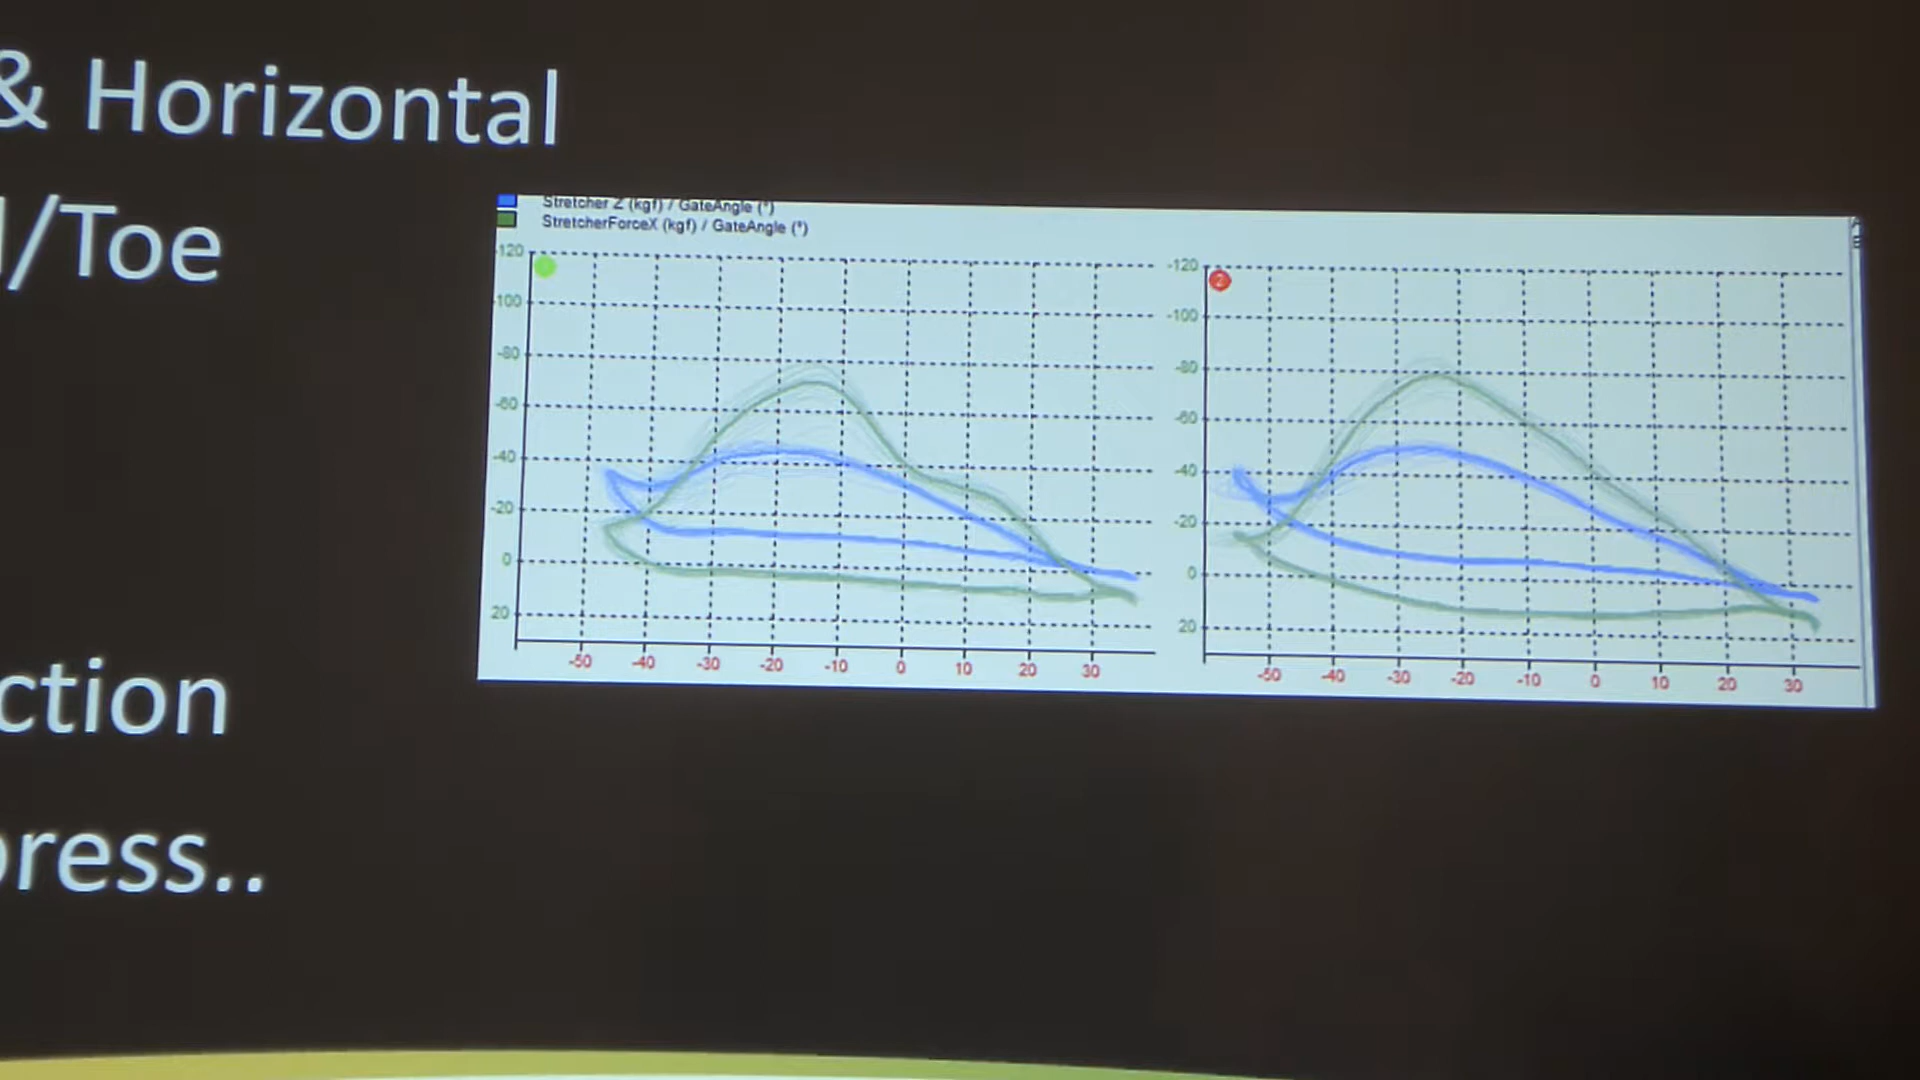 & Horizontal
l/Toe
ction
press..
Stretcher Z (kgf) / GateAngle (°)
StretcherForceX (kgf) / GateAngle (°)
-120
-100
-80
-60
-40
-20
0
20
-50 -40 -30 -20 -10 0 10 20 30
2
-120
-100
-80
-60
-40
-20
0
20
-50 -40 -30 -20 -10 0 10 20 30